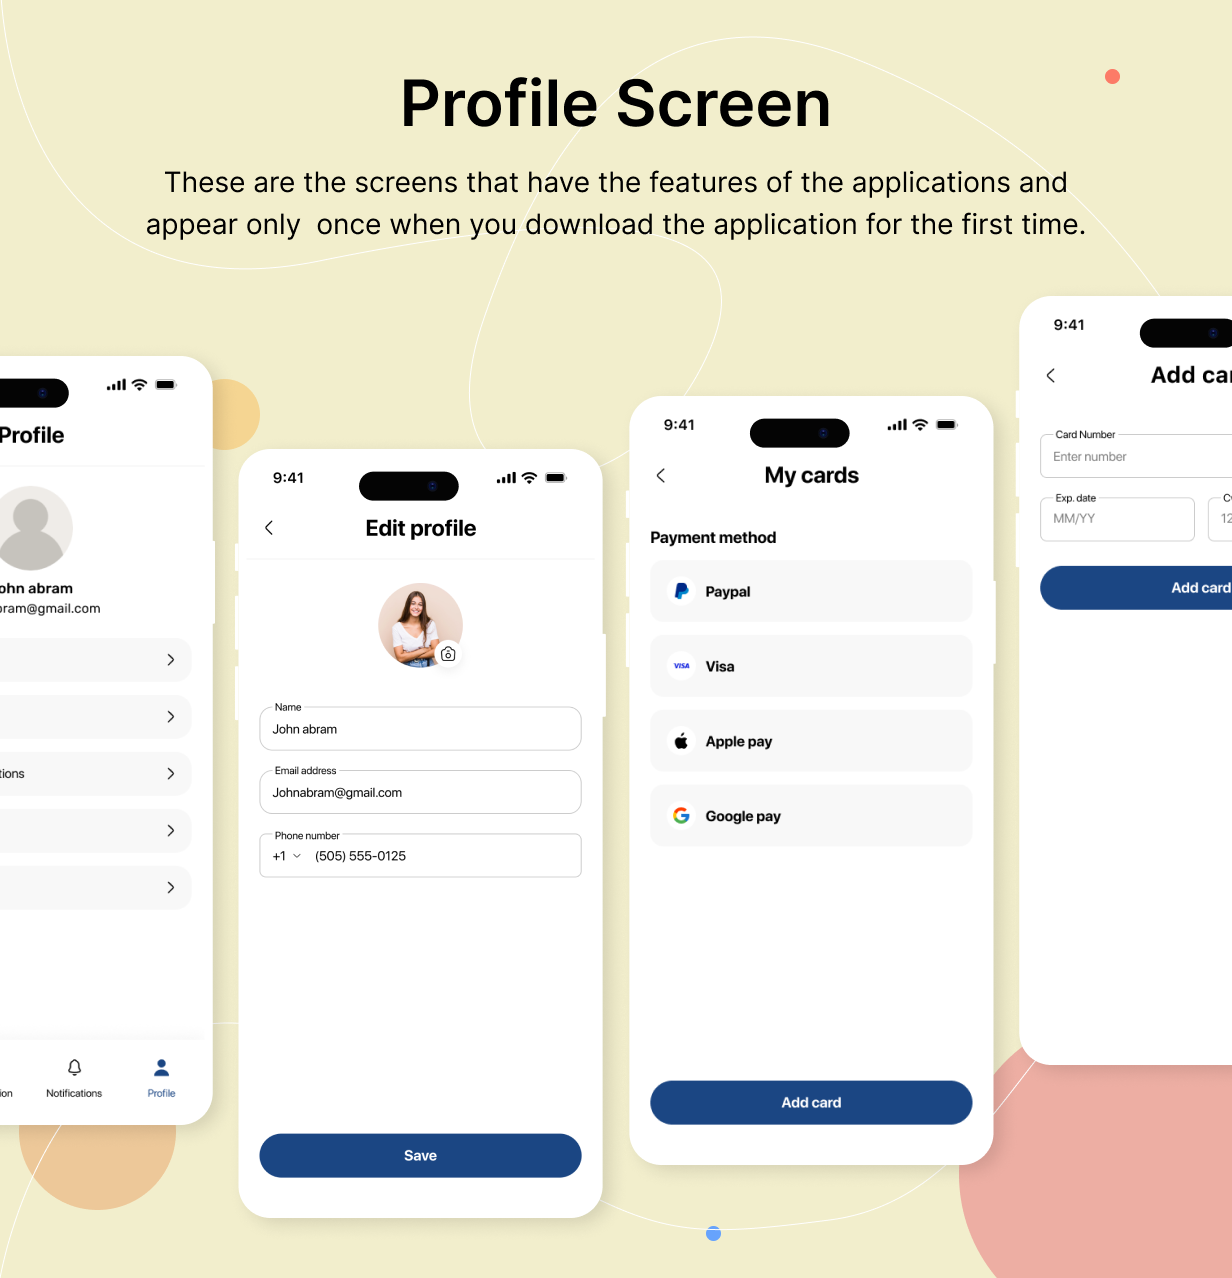 Profile Screen
These are the screens that have the features of the applications and
appear only  once when you download the application for the first time.
Profile
john abram
bram@gmail.com
tions
ion
Notifications
Profile
9:41
Edit profile
Name
John abram
Email address
Johnabram@gmail.com
Phone number
+1
(505) 555-0125
Save
9:41
My cards
Payment method
Paypal
VISA
Visa
Apple pay
Google pay
Add card
9:41
Add car
Card Number
Enter number
Exp. date
MM/YY
C
12
Add card